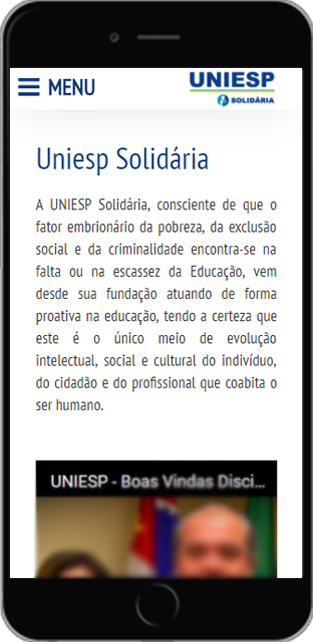 MENU
UNIESP
SOLIDÁRIA
Uniesp Solidária
A UNIESP Solidária, consciente de que o
fator embrionário da pobreza, da exclusão
social e da criminalidade encontra-se na
falta ou na escassez da Educação, vem
desde sua fundação atuando de forma
proativa na educação, tendo a certeza que
este é o único meio de evolução
intelectual, social e cultural do indivíduo,
do cidadão e do profissional que coabita o
ser humano.
UNIESP - Boas Vindas Disci...